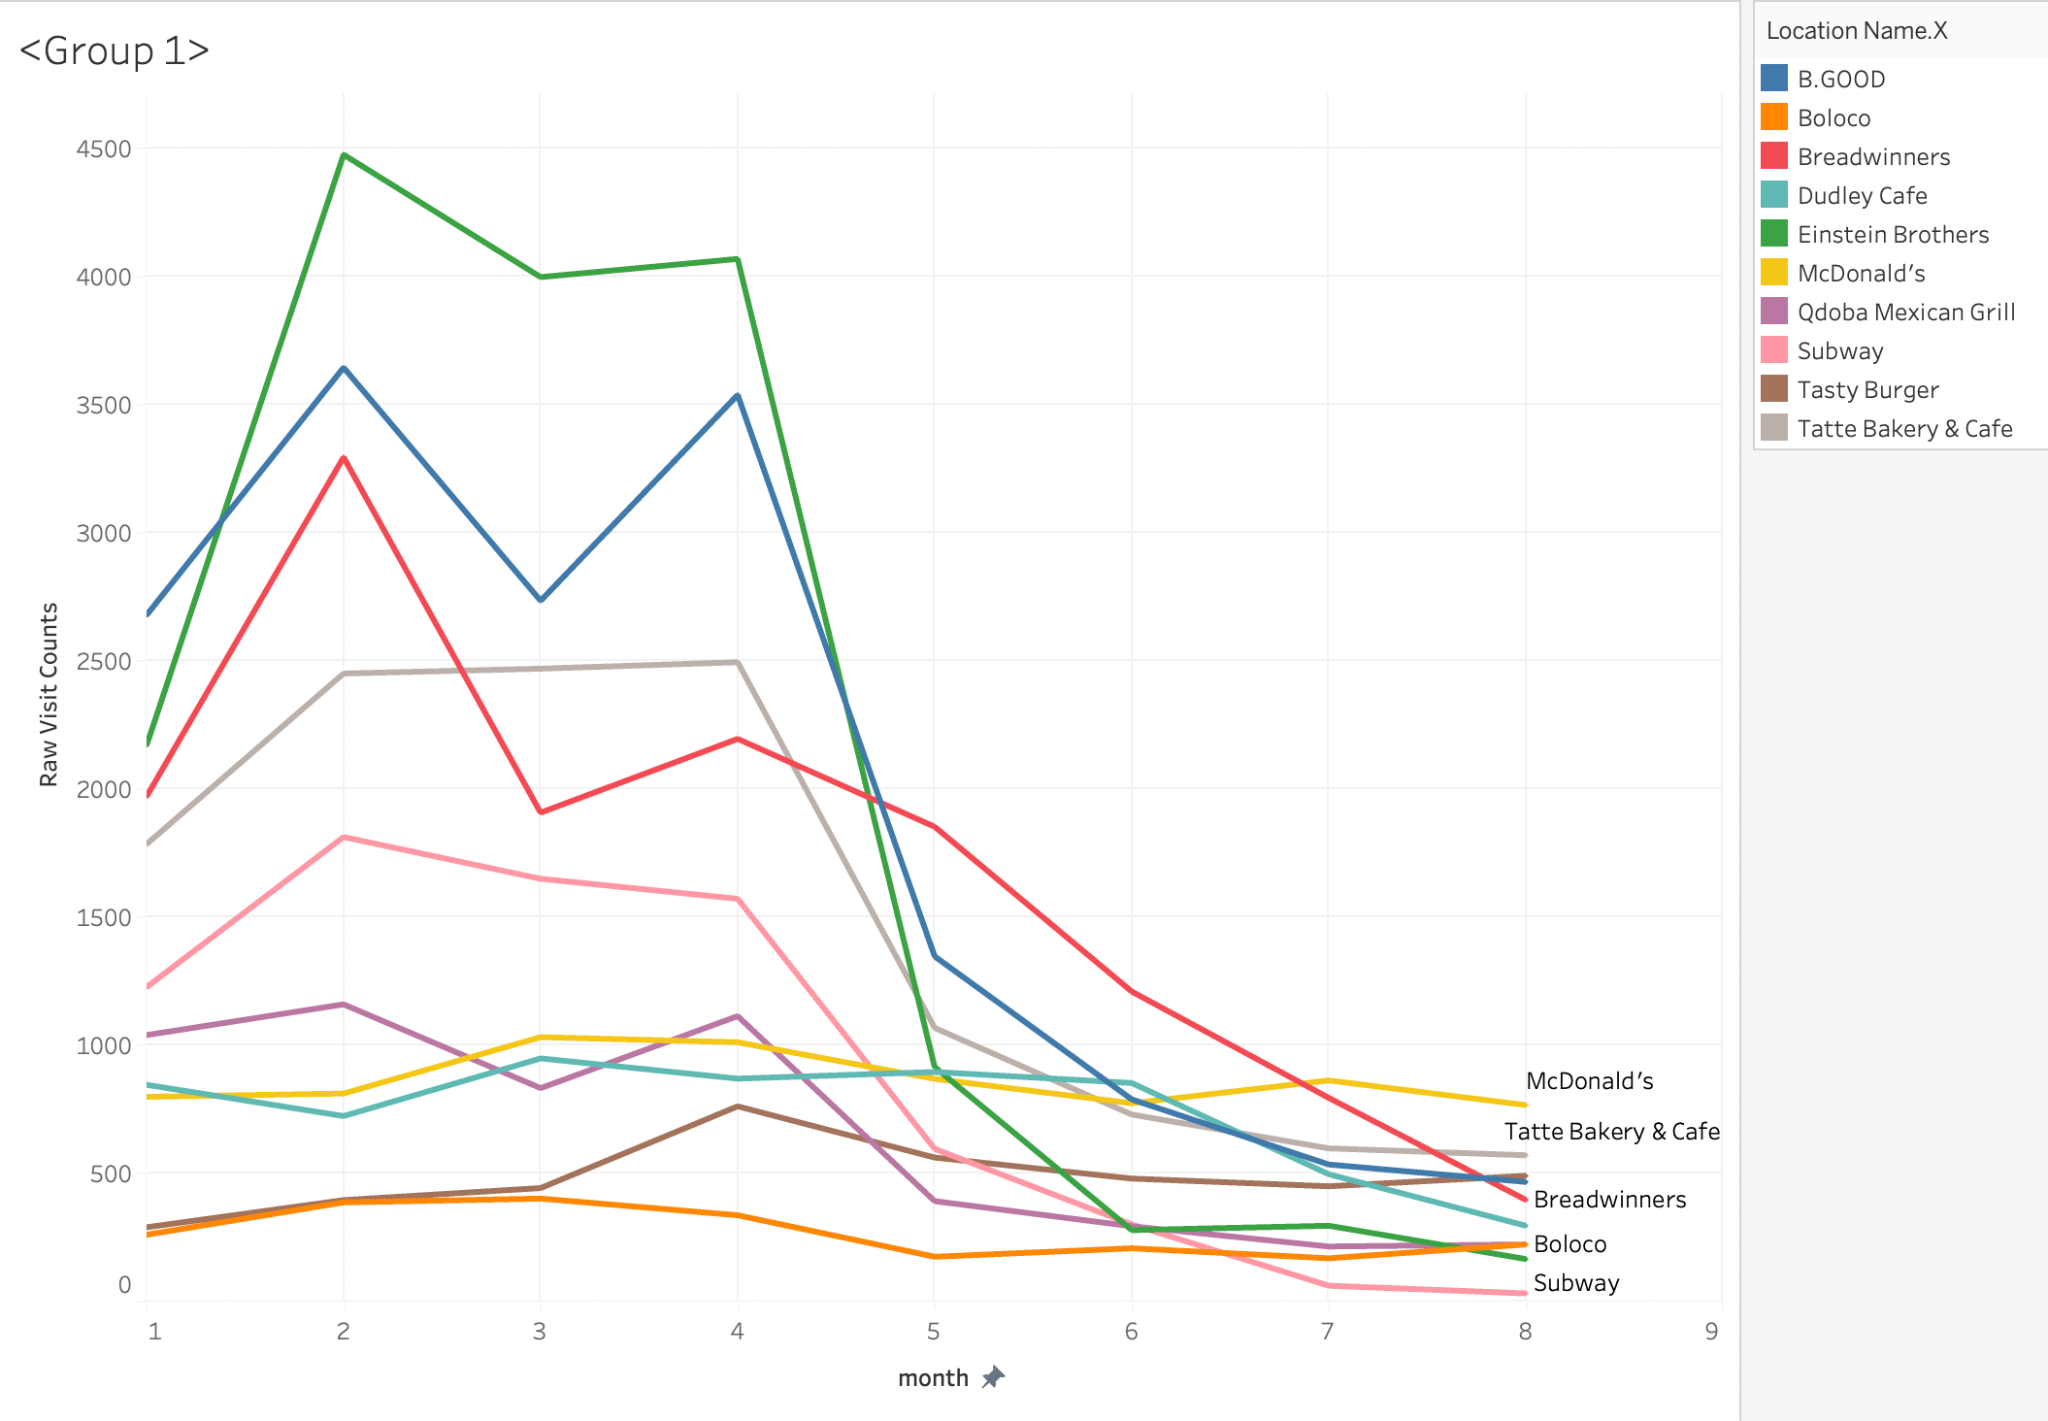 <Group 1>
Location Name.X
B.GOOD
Boloco
Breadwinners
Dudley Cafe
Einstein Brothers
McDonald's
Qdoba Mexican Grill
Subway
Tasty Burger
Tatte Bakery & Cafe
Raw Visit Counts
4500
4000
3500
3000
2500
2000
1500
1000
500
0
McDonald's
Tatte Bakery & Cafe
Breadwinners
Boloco
Subway
1 2 3 4 5 6 7 8 9
month